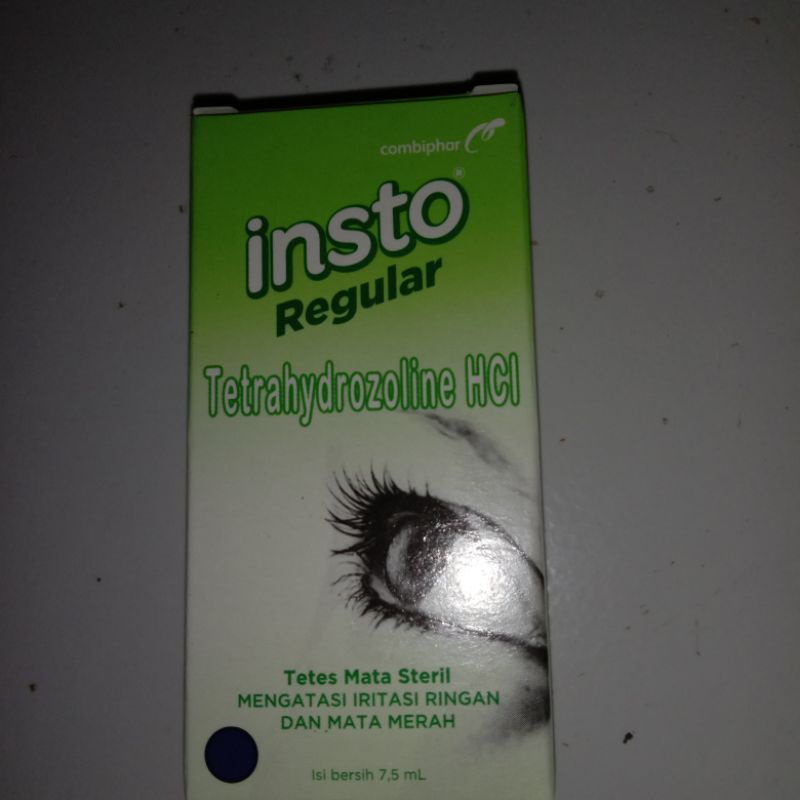 combiphar
insto®
Regular
Tetrahydrozoline HCl
Tetes Mata Steril
MENGATASI IRITASI RINGAN
DAN MATA MERAH
Isi bersih 7,5 mL